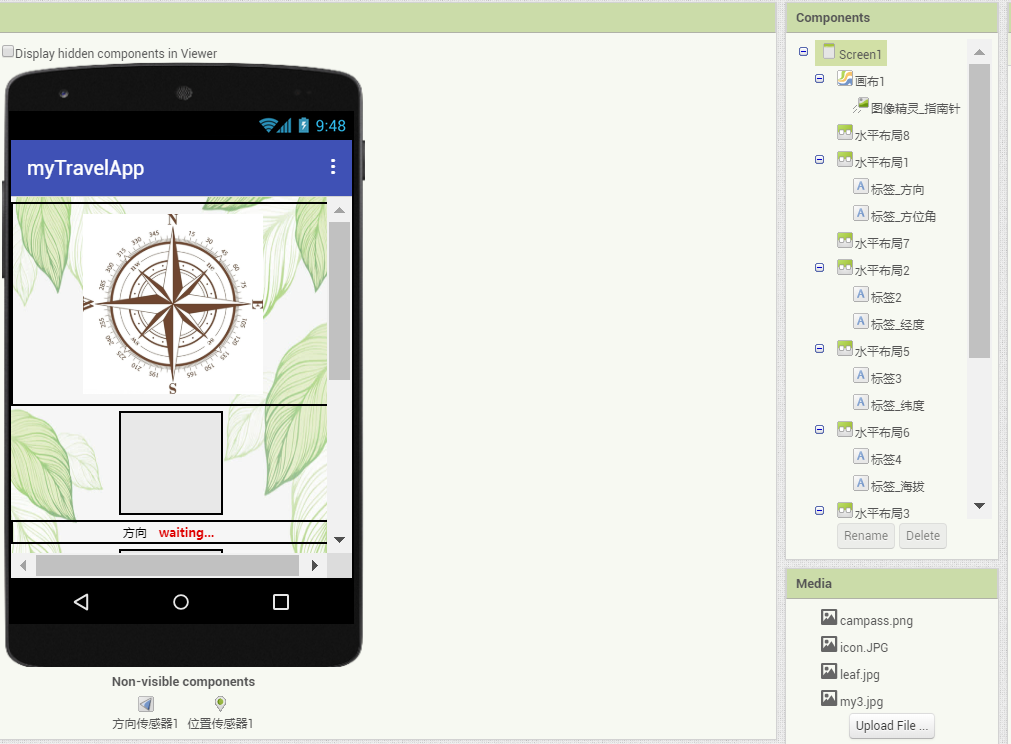 Components
Display hidden components in Viewer
9:48
myTravelApp
N
W
E
S
方向 waiting...
Non-visible components
方向传感器1 位置传感器1
Screen1
画布1
图像精灵_指南针
水平布局8
水平布局1
标签_方向
标签_方位角
水平布局7
水平布局2
标签2
标签_经度
水平布局5
标签3
标签_纬度
水平布局6
标签4
标签_海拔
水平布局3
Rename Delete
Media
campass.png
icon.JPG
leaf.jpg
my3.jpg
Upload File ...